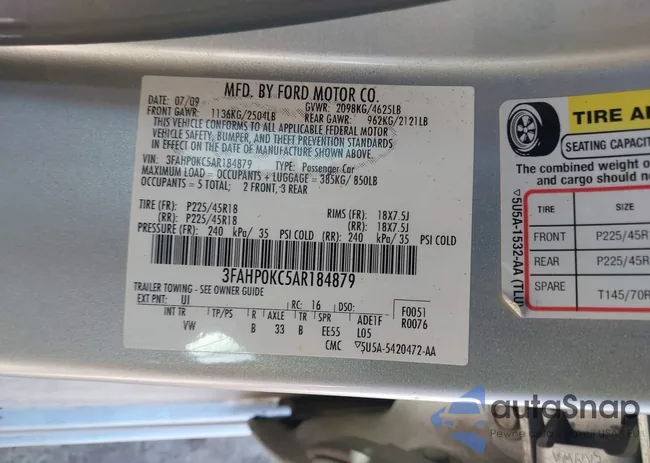 MFD. BY FORD MOTOR CO.
DATE: 07/09 GVWR: 2098KG/4625LB
FRONT GAWR: 1136KG/2504LB REAR GAWR: 962KG/2121LB
THIS VEHICLE CONFORMS TO ALL APPLICABLE FEDERAL MOTOR
VEHICLE SAFETY, BUMPER, AND THEFT PREVENTION STANDARDS
IN EFFECT ON THE DATE OF MANUFACTURE SHOWN ABOVE.
VIN: 3FAHP0KC5AR184879 TYPE: Passenger Car
MAXIMUM LOAD = OCCUPANTS + LUGGAGE = 385KG/850LB
OCCUPANTS = 5 TOTAL; 2 FRONT, 3 REAR
TIRE (FR): P225/45R18 RIMS (FR): 18X7.5J
(RR): P225/45R18 (RR): 18X7.5J
PRESSURE (FR): 240 kPa/ 35 PSI COLD (RR): 240 kPa/ 35 PSI COLD
3FAHP0KC5AR184879
TRAILER TOWING - SEE OWNER GUIDE
EXT PNT: UI RC: 16 DSO: F0051
INT TR TP/PS R AXLE TR SPR ADE1F R0076
VW B 33 B EE55 L05
CMC ▽5U5A-5420472-AA
▽5U5A-1532-AA (TLU)
TIRE A
SEATING CAPACIT
The combined weight o
and cargo should ne
TIRE SIZE
FRONT P225/45R
REAR P225/45R
SPARE T145/70R
autoSnap